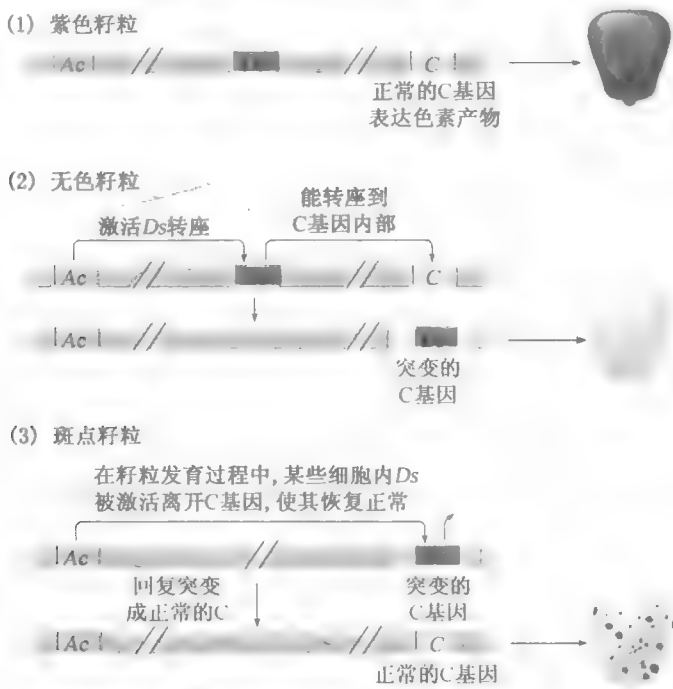 (1) 紫色籽粒
Ac
C
正常的C基因
表达色素产物
(2) 无色籽粒
激活Ds转座
能转座到
C基因内部
Ac
C
Ac
突变的
C基因
(3) 斑点籽粒
在籽粒发育过程中,某些细胞内Ds
被激活离开C基因,使其恢复正常
Ac
回复突变
成正常的C
突变的
C基因
Ac
C
正常的C基因